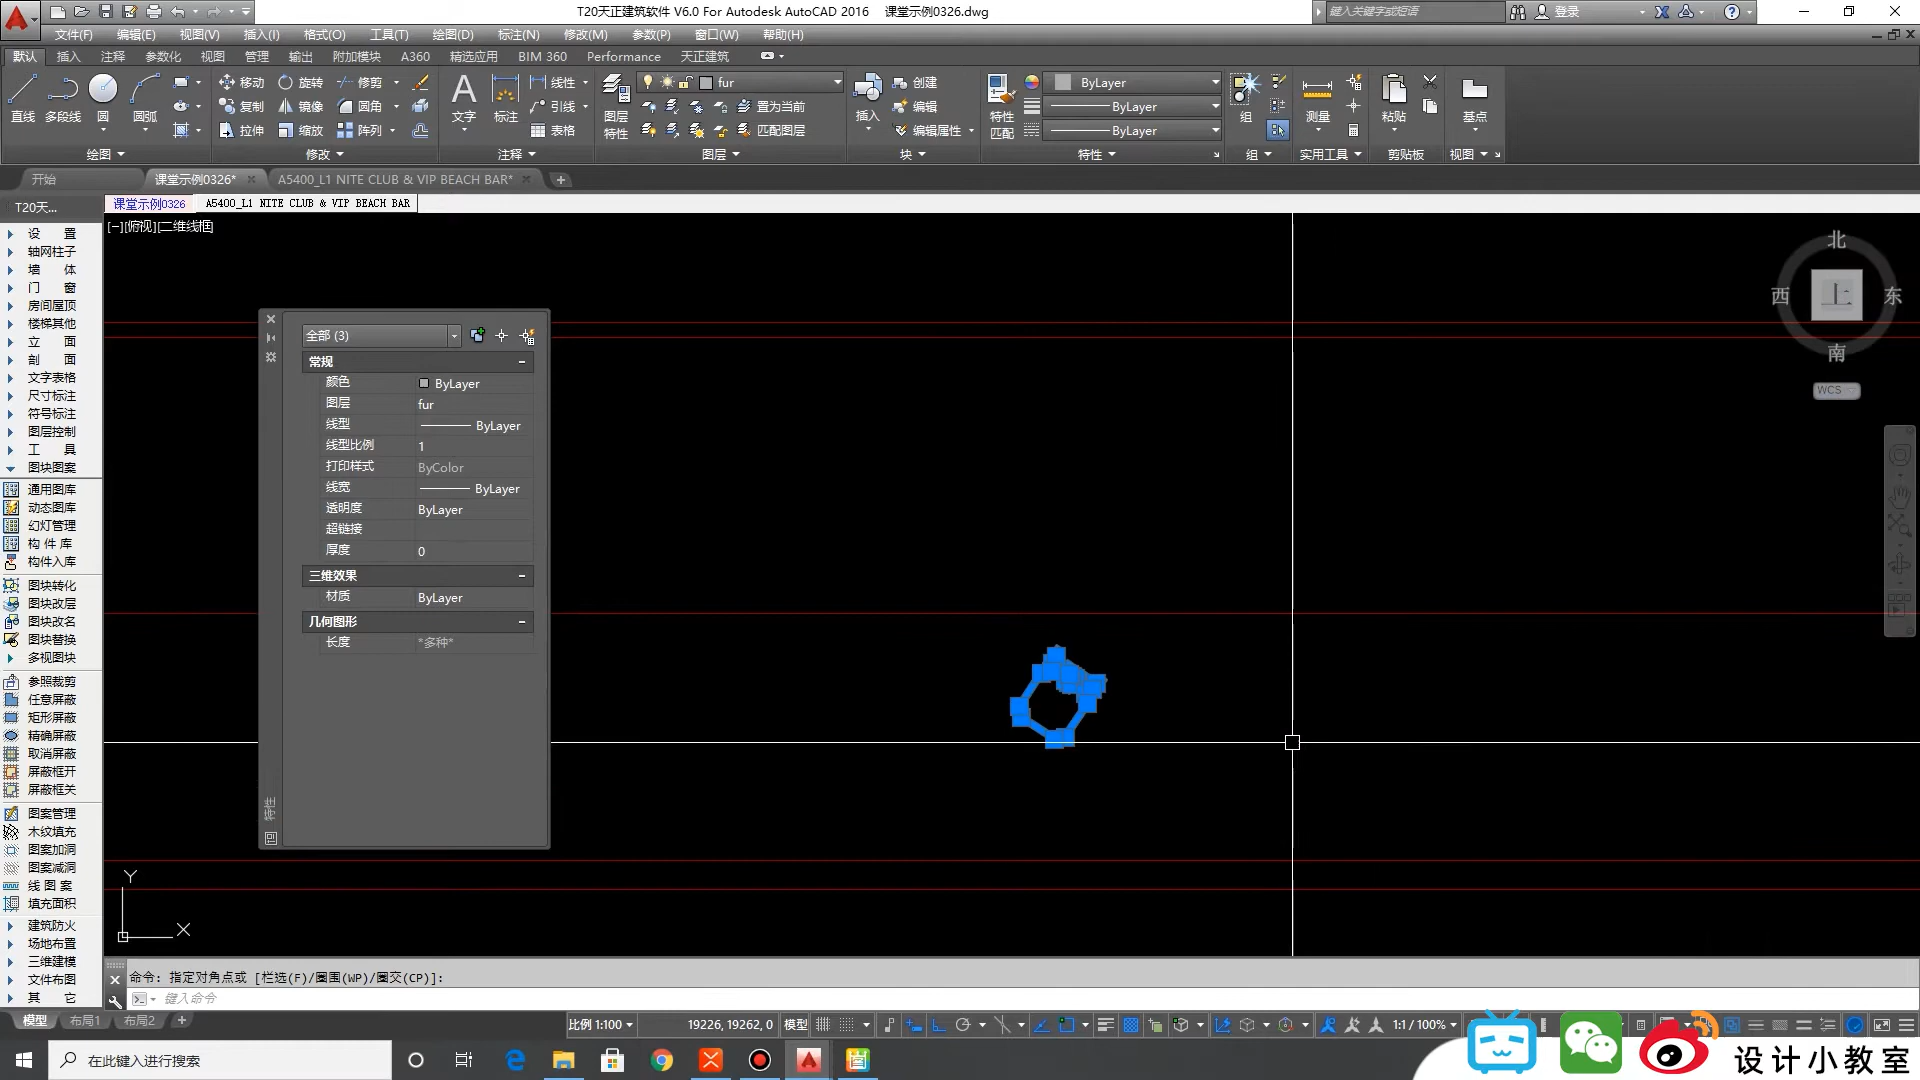 T20天正建筑软件 V6.0 For Autodesk AutoCAD 2016 课堂示例0326.dwg
键入关键字或短语
登录
文件(F) 编辑(E) 视图(V) 插入(I) 格式(O) 工具(T) 绘图(D) 标注(N) 修改(M) 参数(P) 窗口(W) 帮助(H)
默认 插入 注释 参数化 视图 管理 输出 附加模块 A360 精选应用 BIM 360 Performance 天正建筑
直线 多段线 圆 圆弧
移动 旋转 修剪
复制 镜像 圆角
拉伸 缩放 阵列
文字 标注
线性
引线
表格
图层
特性
fur
置为当前
匹配图层
插入
创建
编辑
编辑属性
特性
匹配
ByLayer
ByLayer
ByLayer
组 测量 粘贴 基点
绘图 修改 注释 图层 块 特性 组 实用工具 剪贴板 视图
开始 课堂示例0326* A5400_L1 NITE CLUB & VIP BEACH BAR*
T20天...
课堂示例0326 A5400_L1 NITE CLUB & VIP BEACH BAR
[−][俯视][二维线框]
设 置
轴网柱子
墙 体
门 窗
房间屋顶
楼梯其他
立 面
剖 面
文字表格
尺寸标注
符号标注
图层控制
工 具
图块图案
通用图库
动态图库
幻灯管理
构 件 库
构件入库
图块转化
图块改层
图块改名
图块替换
多视图块
参照裁剪
任意屏蔽
矩形屏蔽
精确屏蔽
取消屏蔽
屏蔽框开
屏蔽框关
图案管理
木纹填充
图案加洞
图案减洞
线 图 案
填充面积
建筑防火
场地布置
三维建模
文件布图
其 它
全部 (3)
常规
颜色 ByLayer
图层 fur
线型 ByLayer
线型比例 1
打印样式 ByColor
线宽 ByLayer
透明度 ByLayer
超链接
厚度 0
三维效果
材质 ByLayer
几何图形
长度 *多种*
特性
北
西 上 东
南
WCS
Y
X
命令: 指定对角点或 [栏选(F)/圈围(WP)/圈交(CP)]:
键入命令
模型 布局1 布局2
比例 1:100 19226, 19262, 0 模型 1:1 / 100%
在此键入进行搜索
设计小教室